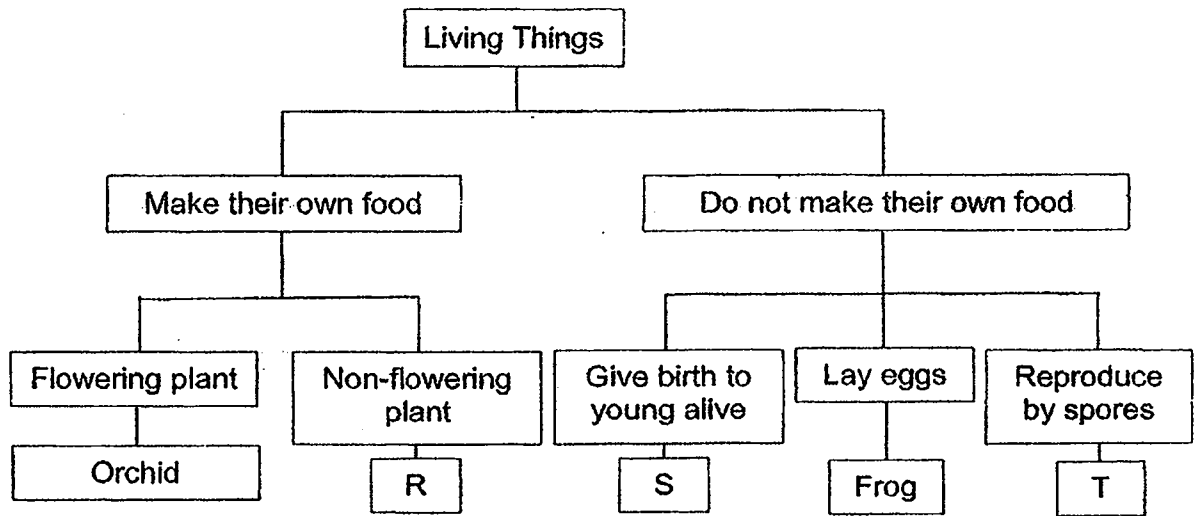 Living Things
Make their own food
Do not make their own food
Flowering plant
Non-flowering
plant
Give birth to
young alive
Lay eggs
Reproduce
by spores
Orchid
R
S
Frog
T